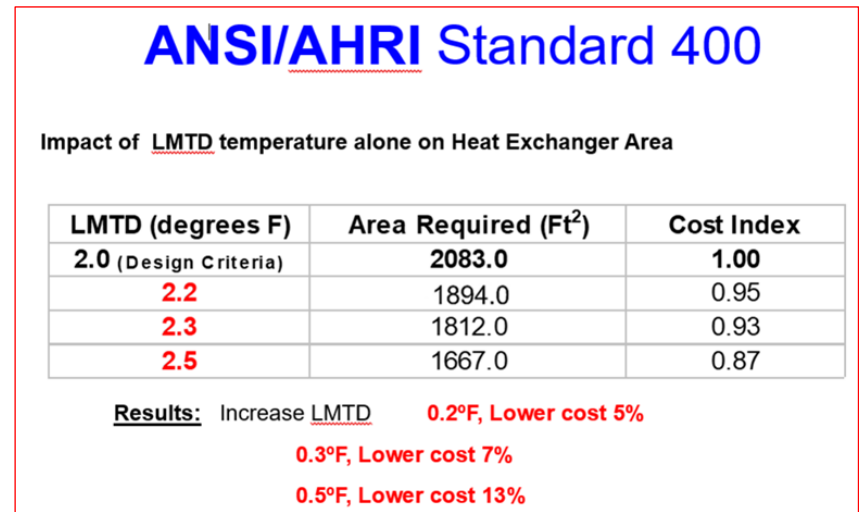 ANSI/AHRI Standard 400
Impact of LMTD temperature alone on Heat Exchanger Area
LMTD (degrees F) Area Required (Ft²) Cost Index
2.0 (Design Criteria) 2083.0 1.00
2.2 1894.0 0.95
2.3 1812.0 0.93
2.5 1667.0 0.87
Results: Increase LMTD 0.2ºF, Lower cost 5%
0.3ºF, Lower cost 7%
0.5ºF, Lower cost 13%